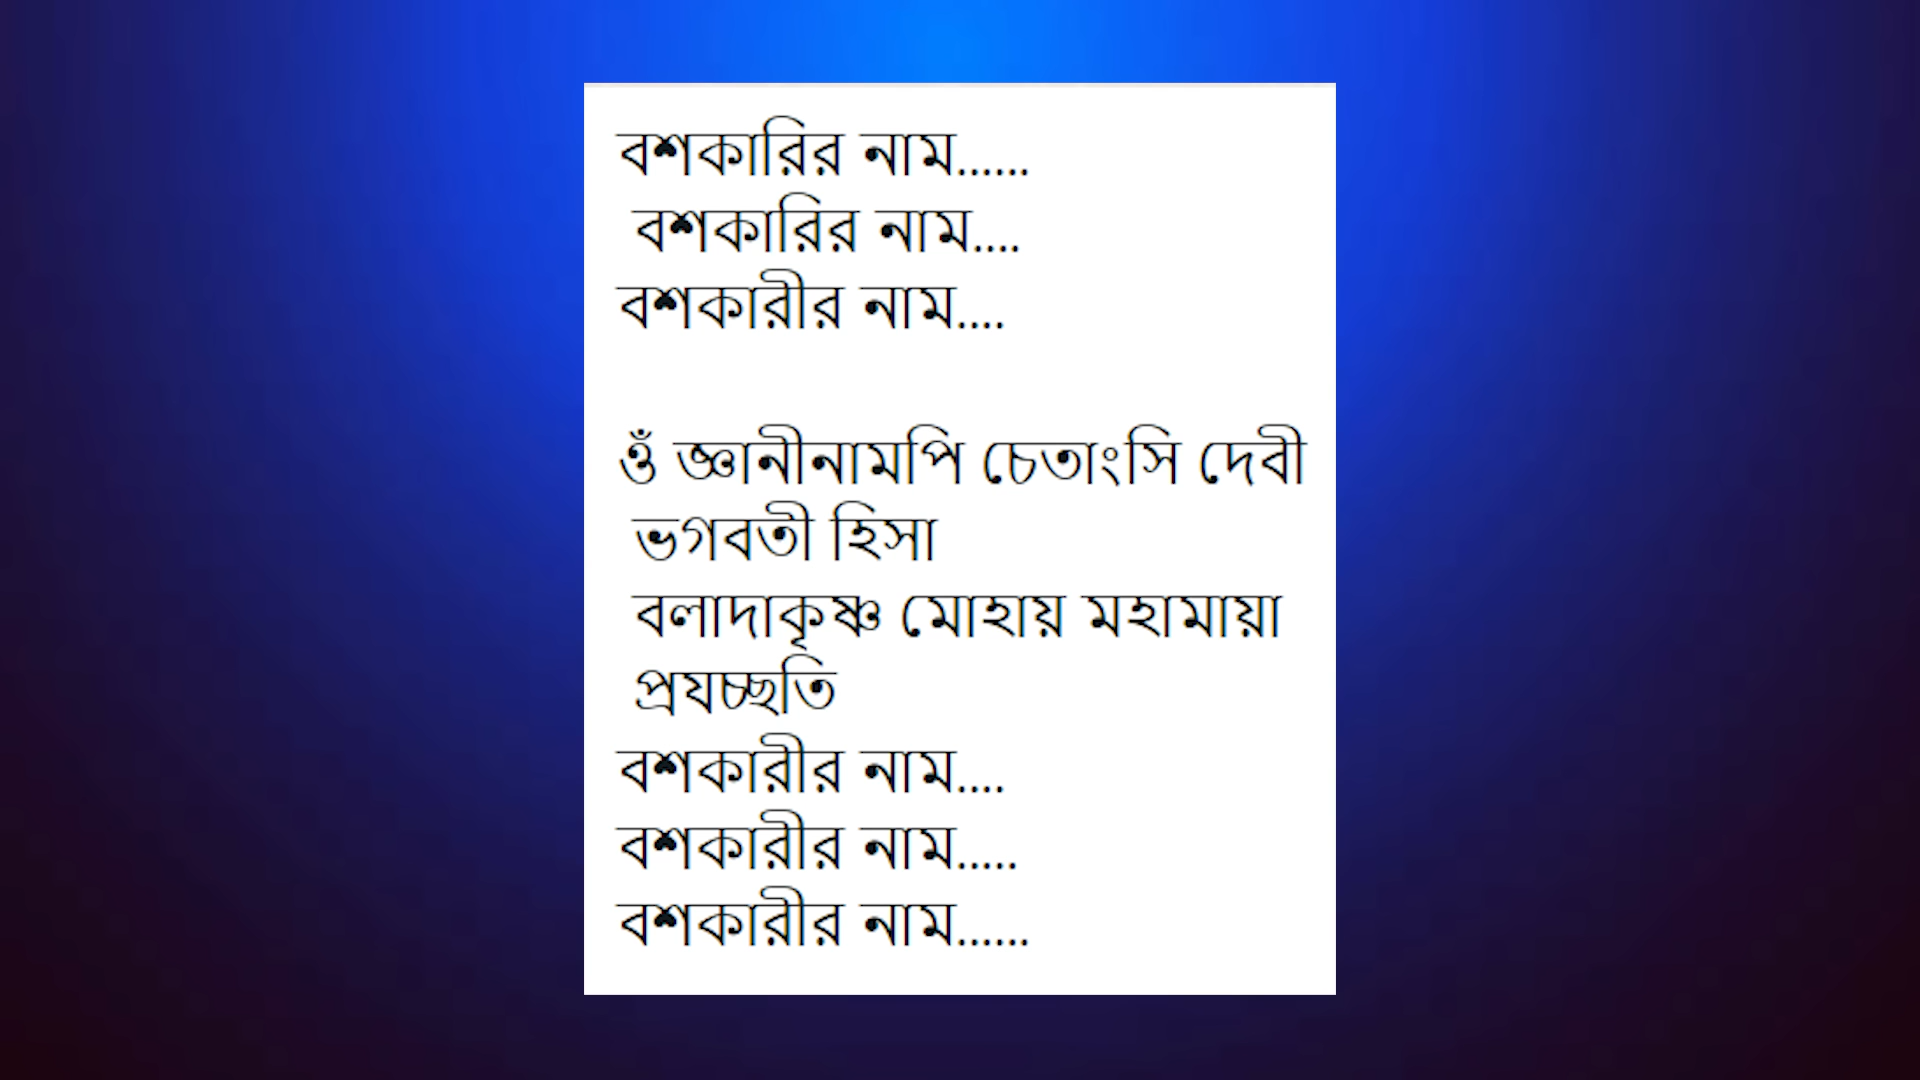 বশকারির নাম......
বশকারির নাম....
বশকারীর নাম....
ওঁ জ্ঞানীনামপি চেতাংসি দেবী
ভগবতী হিসা
বলাদাকৃষ্ণ মোহায় মহামায়া
প্রযচ্ছতি
বশকারীর নাম....
বশকারীর নাম.....
বশকারীর নাম......